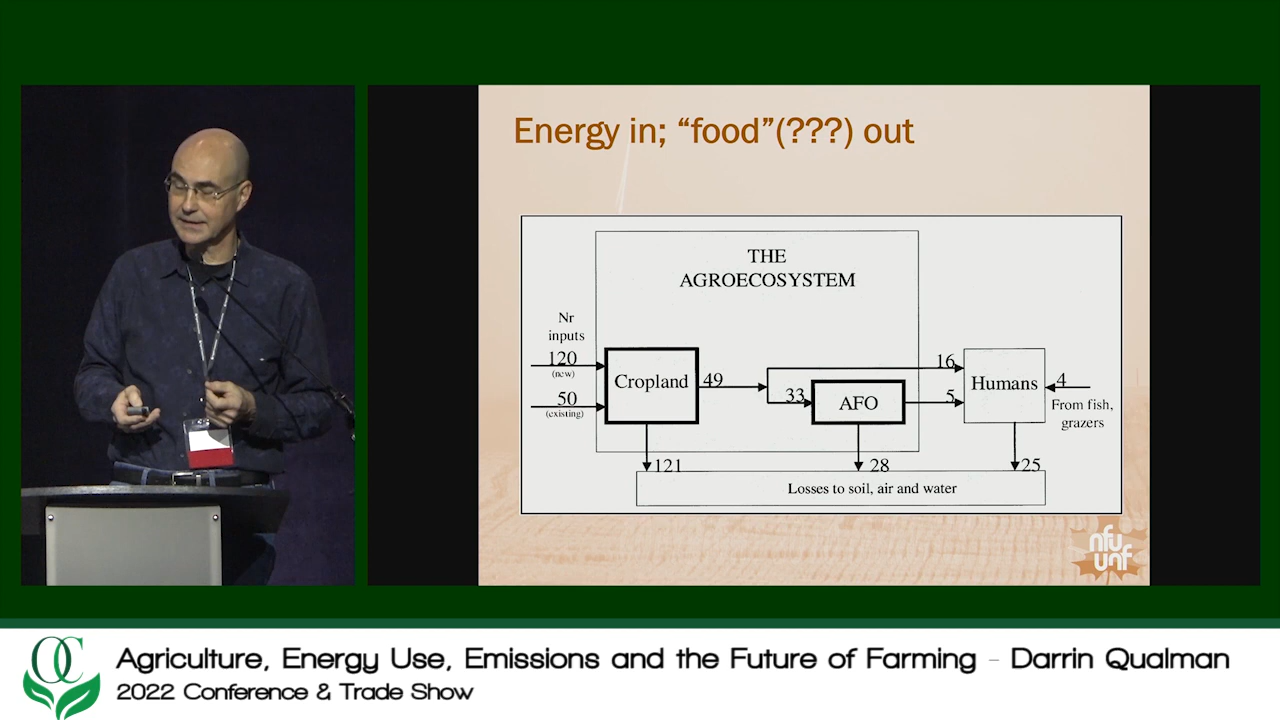 Energy in; “food”(???) out
THE
AGROECOSYSTEM
Nr
inputs
120
(new)
50
(existing)
Cropland
49
33
AFO
16
5
Humans
4
From fish,
grazers
121
28
25
Losses to soil, air and water
nfu
unf
OC
Agriculture, Energy Use, Emissions and the Future of Farming - Darrin Qualman
2022 Conference & Trade Show